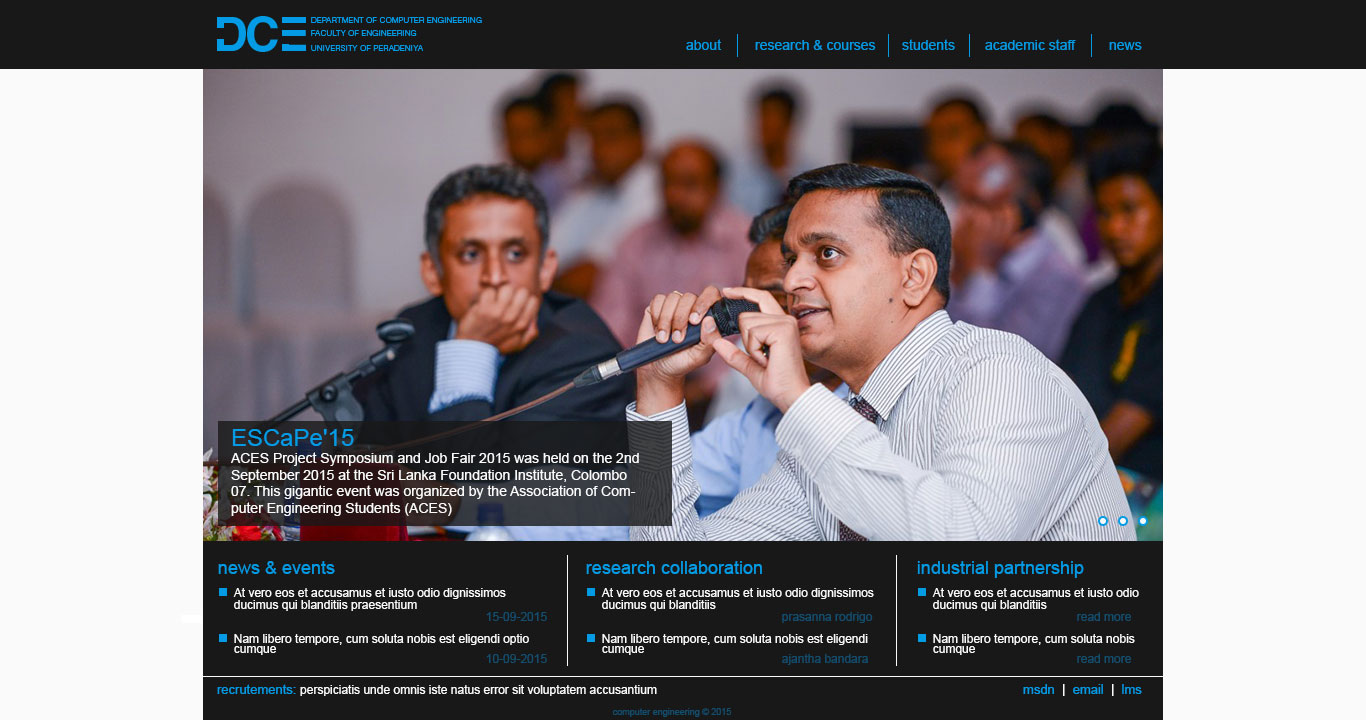 DCE
DEPARTMENT OF COMPUTER ENGINEERING
FACULTY OF ENGINEERING
UNIVERSITY OF PERADENIYA
about
research & courses
students
academic staff
news
ESCaPe'15
ACES Project Symposium and Job Fair 2015 was held on the 2nd
September 2015 at the Sri Lanka Foundation Institute, Colombo
07. This gigantic event was organized by the Association of Com-
puter Engineering Students (ACES)
news & events
At vero eos et accusamus et iusto odio dignissimos
ducimus qui blanditiis praesentium
15-09-2015
Nam libero tempore, cum soluta nobis est eligendi optio
cumque
10-09-2015
research collaboration
At vero eos et accusamus et iusto odio dignissimos
ducimus qui blanditiis
prasanna rodrigo
Nam libero tempore, cum soluta nobis est eligendi
cumque
ajantha bandara
industrial partnership
At vero eos et accusamus et iusto odio
ducimus qui blanditiis
read more
Nam libero tempore, cum soluta nobis
cumque
read more
recrutements: perspiciatis unde omnis iste natus error sit voluptatem accusantium
msdn | email | lms
computer engineering © 2015